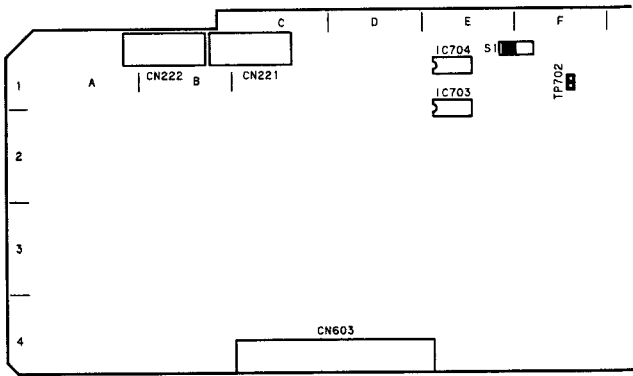 C D E F
IC704 S1
1 A CN222 B CN221 TP702
IC703
2
3
4 CN603